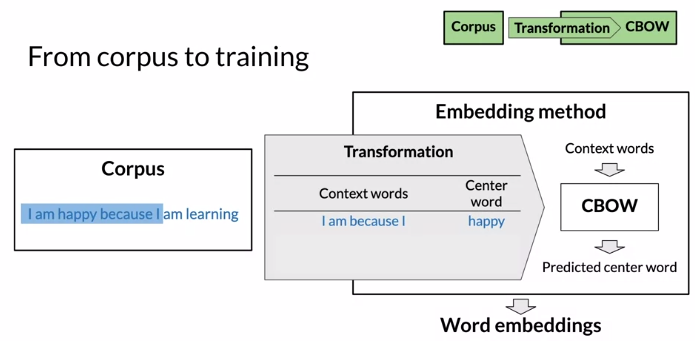 Corpus Transformation CBOW
From corpus to training
Embedding method
Corpus
I am happy because I am learning
Transformation
Context words
Center
word
I am because I
happy
Context words
CBOW
Predicted center word
Word embeddings